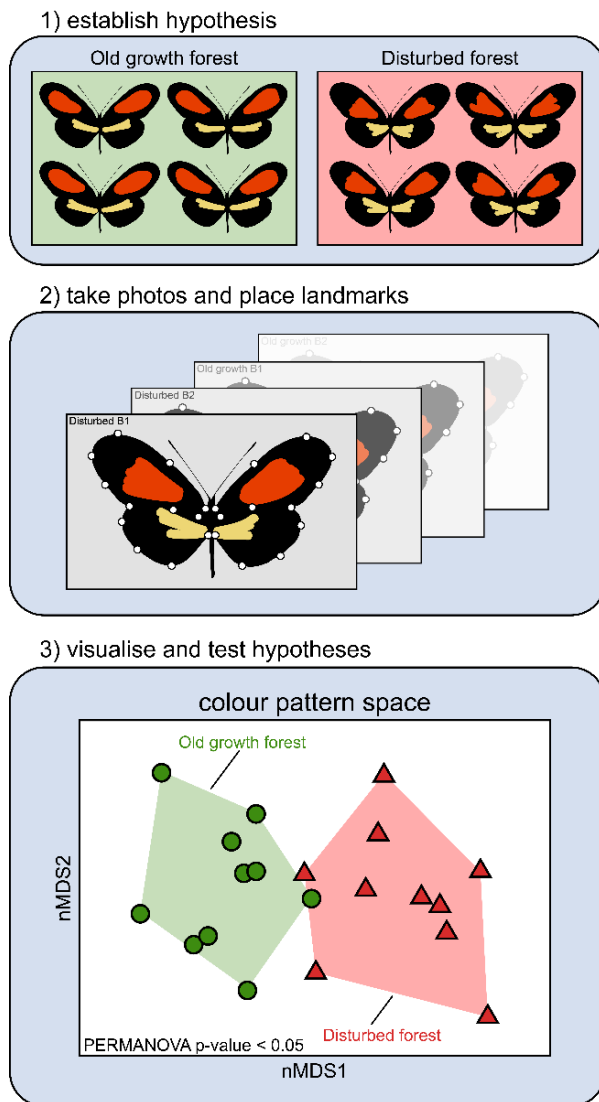 1) establish hypothesis
Old growth forest
Disturbed forest
2) take photos and place landmarks
Old growth B2
Old growth B1
Disturbed B2
Disturbed B1
3) visualise and test hypotheses
colour pattern space
Old growth forest
nMDS2
Disturbed forest
PERMANOVA p-value < 0.05
nMDS1